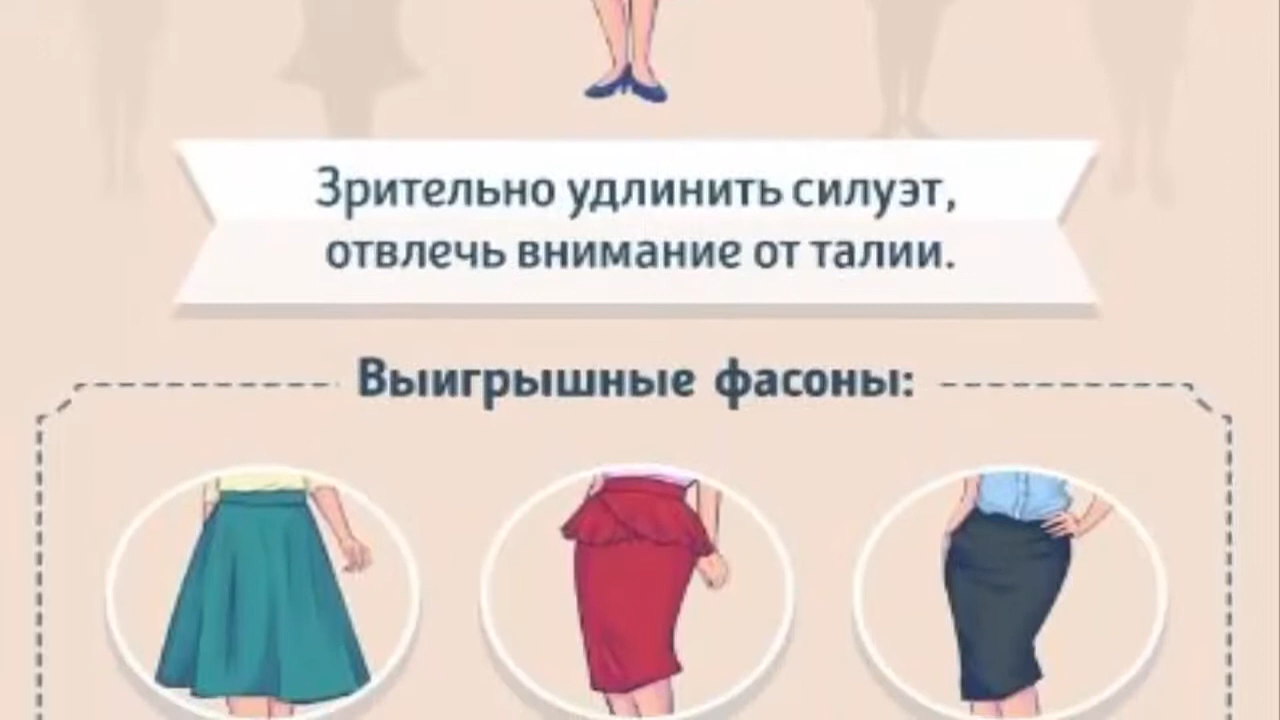 Зрительно удлинить силуэт,
отвлечь внимание от талии.
Выигрышные фасоны: